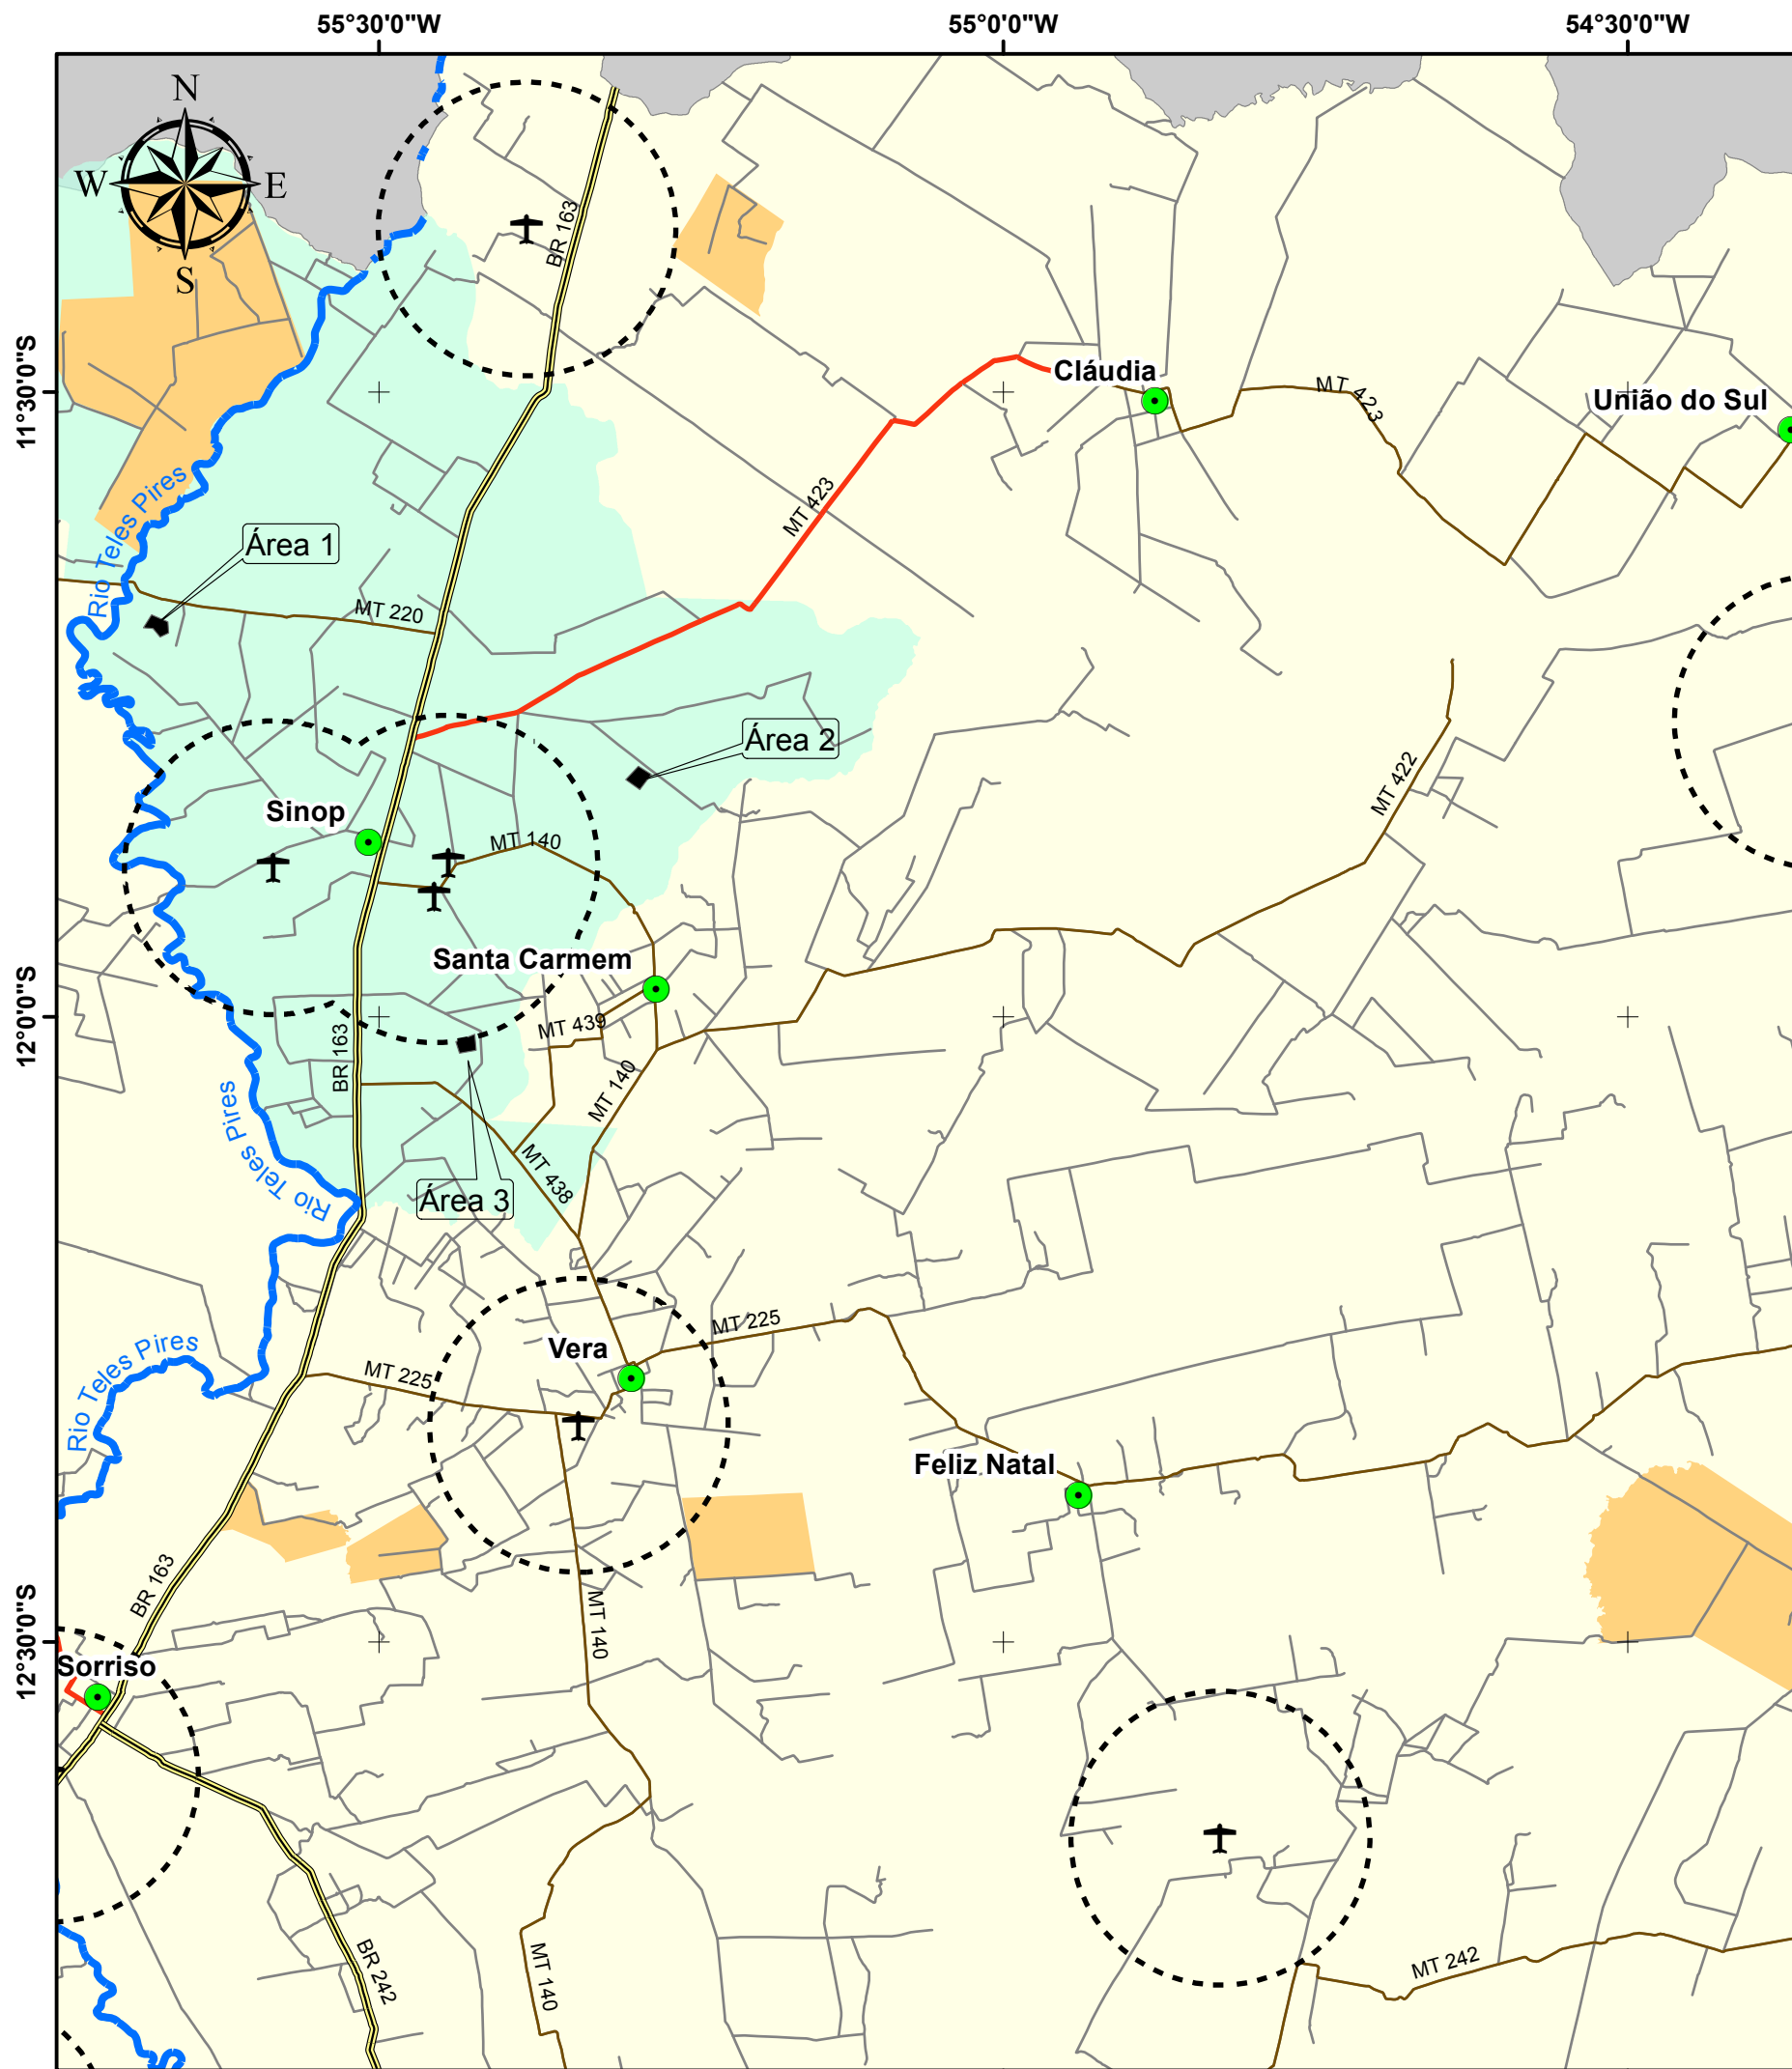 55°30'0"W
55°0'0"W
54°30'0"W
N
W
E
S
11°30'0"S
12°0'0"S
12°30'0"S
BR 163
Cláudia
MT 423
União do Sul
Rio Teles Pires
Área 1
MT 423
MT 220
Área 2
MT 422
Sinop
MT 140
Santa Carmem
MT 439
BR 163
MT 140
Rio Teles Pires
Rio Teles Pires
MT 438
Área 3
MT 225
Rio Teles Pires
Vera
MT 225
Feliz Natal
BR 163
MT 140
Sorriso
BR 242
MT 140
MT 242